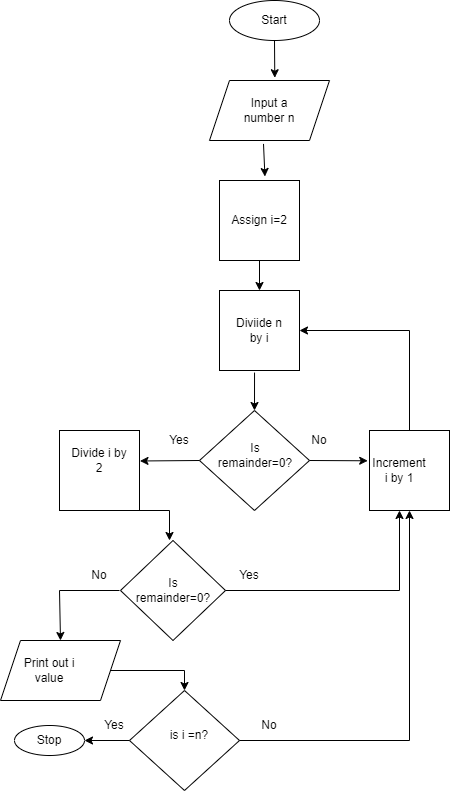 Start
Input a
number n
Assign i=2
Diviide n
by i
Yes
Is
remainder=0?
No
Divide i by
2
Increment
i by 1
No
Is
remainder=0?
Yes
Print out i
value
Stop
Yes
is i =n?
No